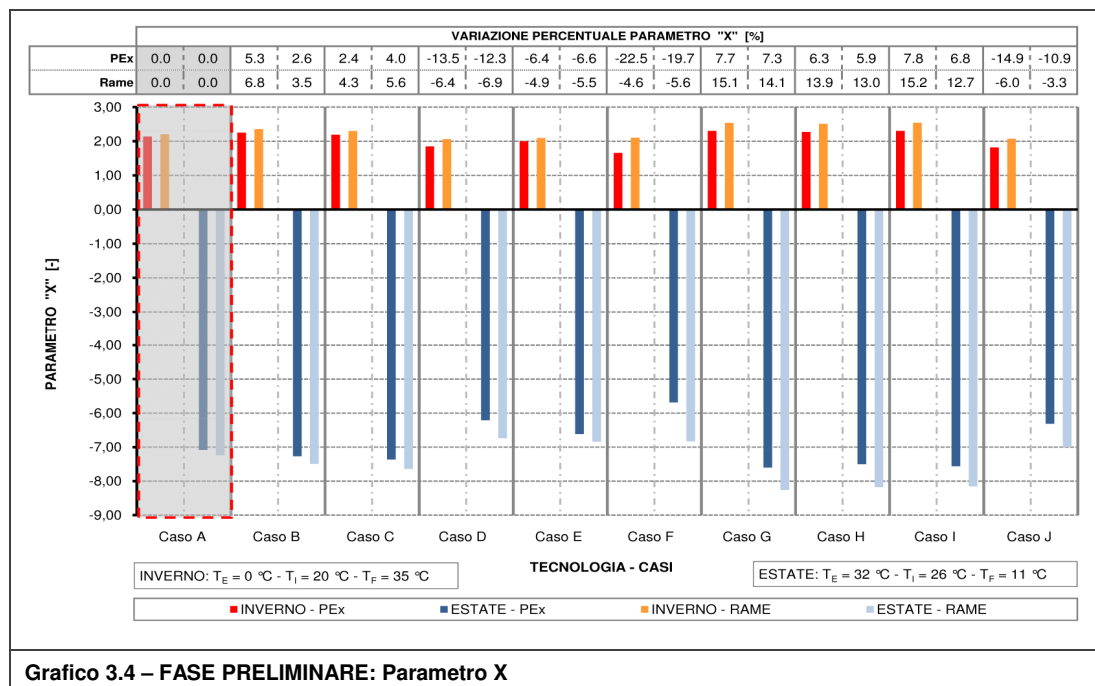 VARIAZIONE PERCENTUALE PARAMETRO "X" [%]
PEx 0.0 0.0 5.3 2.6 2.4 4.0 -13.5 -12.3 -6.4 -6.6 -22.5 -19.7 7.7 7.3 6.3 5.9 7.8 6.8 -14.9 -10.9
Rame 0.0 0.0 6.8 3.5 4.3 5.6 -6.4 -6.9 -4.9 -5.5 -4.6 -5.6 15.1 14.1 13.9 13.0 15.2 12.7 -6.0 -3.3
PARAMETRO "X" [-]
3,00
2,00
1,00
0,00
-1,00
-2,00
-3,00
-4,00
-5,00
-6,00
-7,00
-8,00
-9,00
Caso A Caso B Caso C Caso D Caso E Caso F Caso G Caso H Caso I Caso J
TECNOLOGIA - CASI
INVERNO: T_E = 0 °C - T_I = 20 °C - T_F = 35 °C
ESTATE: T_E = 32 °C - T_I = 26 °C - T_F = 11 °C
INVERNO - PEx ESTATE - PEx INVERNO - RAME ESTATE - RAME
Grafico 3.4 – FASE PRELIMINARE: Parametro X